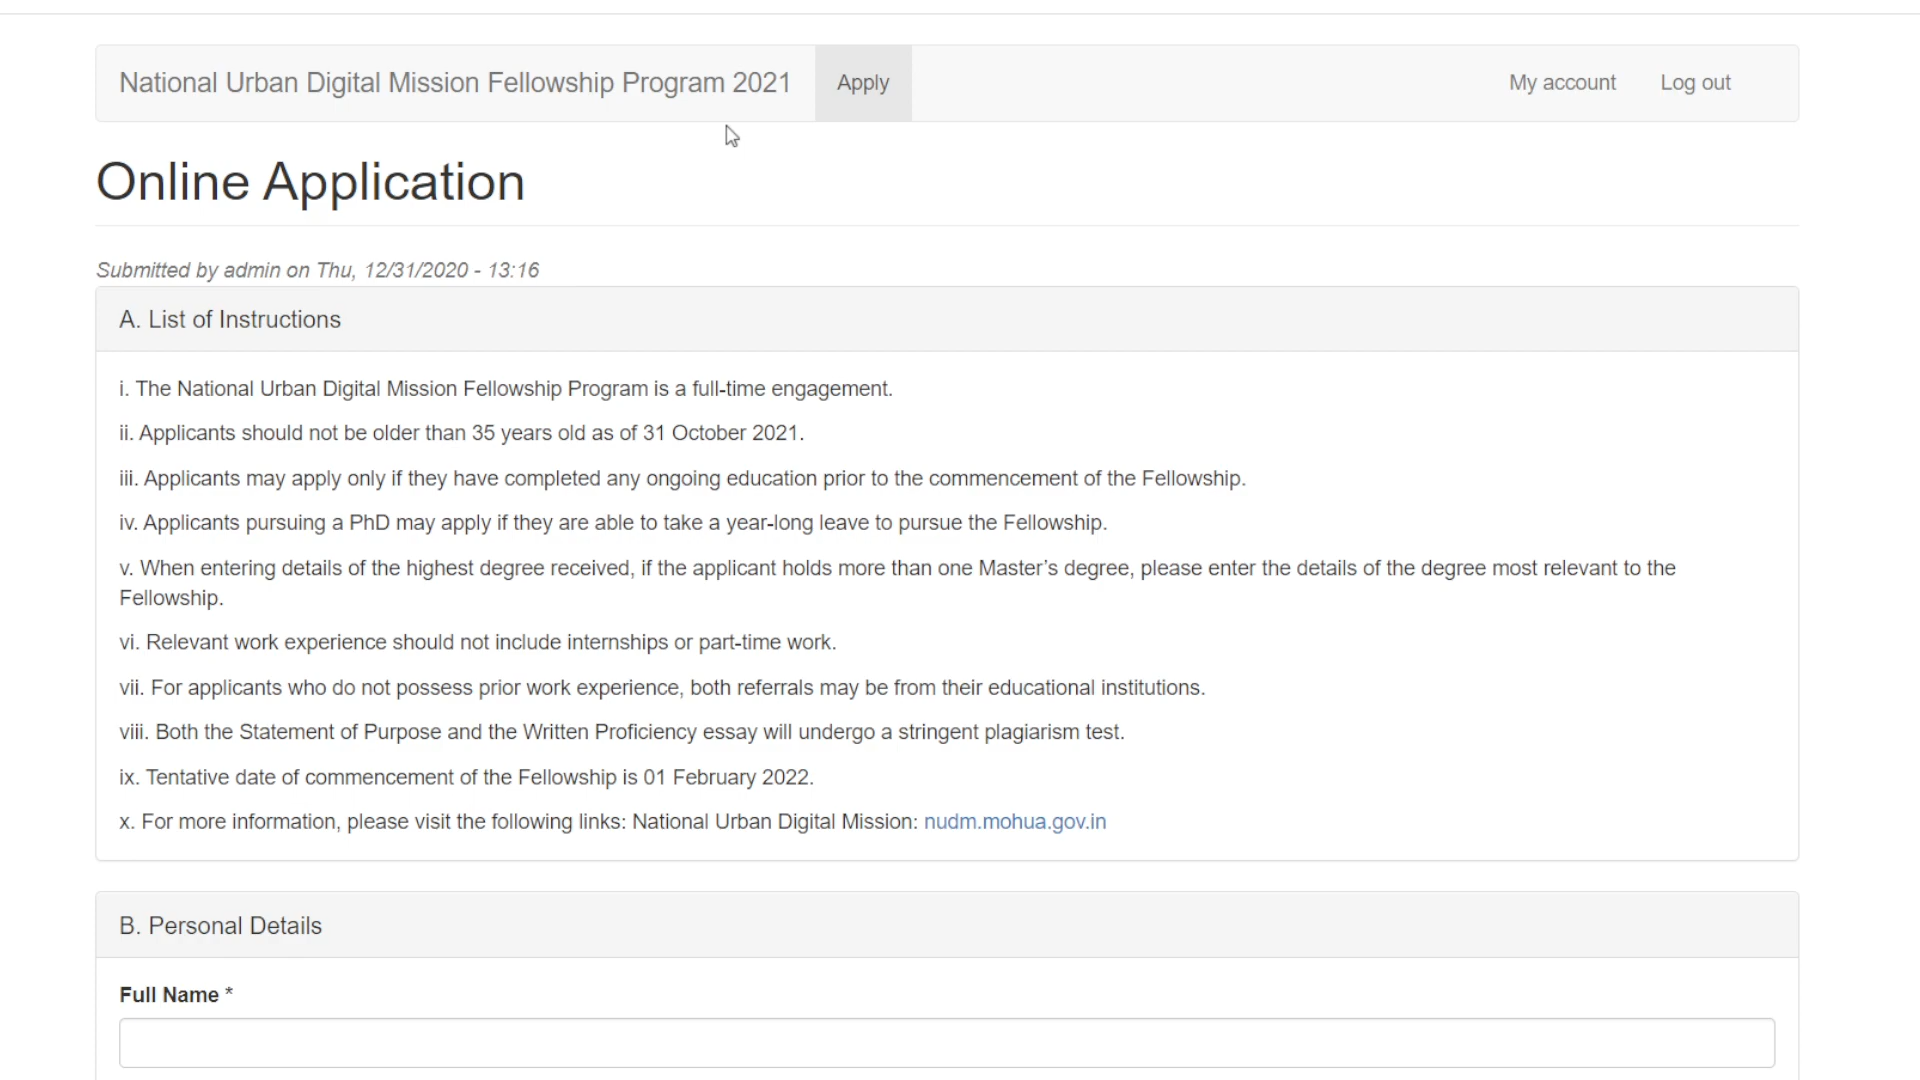 National Urban Digital Mission Fellowship Program 2021 Apply My account Log out
Online Application
Submitted by admin on Thu, 12/31/2020 - 13:16
A. List of Instructions
i. The National Urban Digital Mission Fellowship Program is a full-time engagement.
ii. Applicants should not be older than 35 years old as of 31 October 2021.
iii. Applicants may apply only if they have completed any ongoing education prior to the commencement of the Fellowship.
iv. Applicants pursuing a PhD may apply if they are able to take a year-long leave to pursue the Fellowship.
v. When entering details of the highest degree received, if the applicant holds more than one Master’s degree, please enter the details of the degree most relevant to the
Fellowship.
vi. Relevant work experience should not include internships or part-time work.
vii. For applicants who do not possess prior work experience, both referrals may be from their educational institutions.
viii. Both the Statement of Purpose and the Written Proficiency essay will undergo a stringent plagiarism test.
ix. Tentative date of commencement of the Fellowship is 01 February 2022.
x. For more information, please visit the following links: National Urban Digital Mission: nudm.mohua.gov.in
B. Personal Details
Full Name *